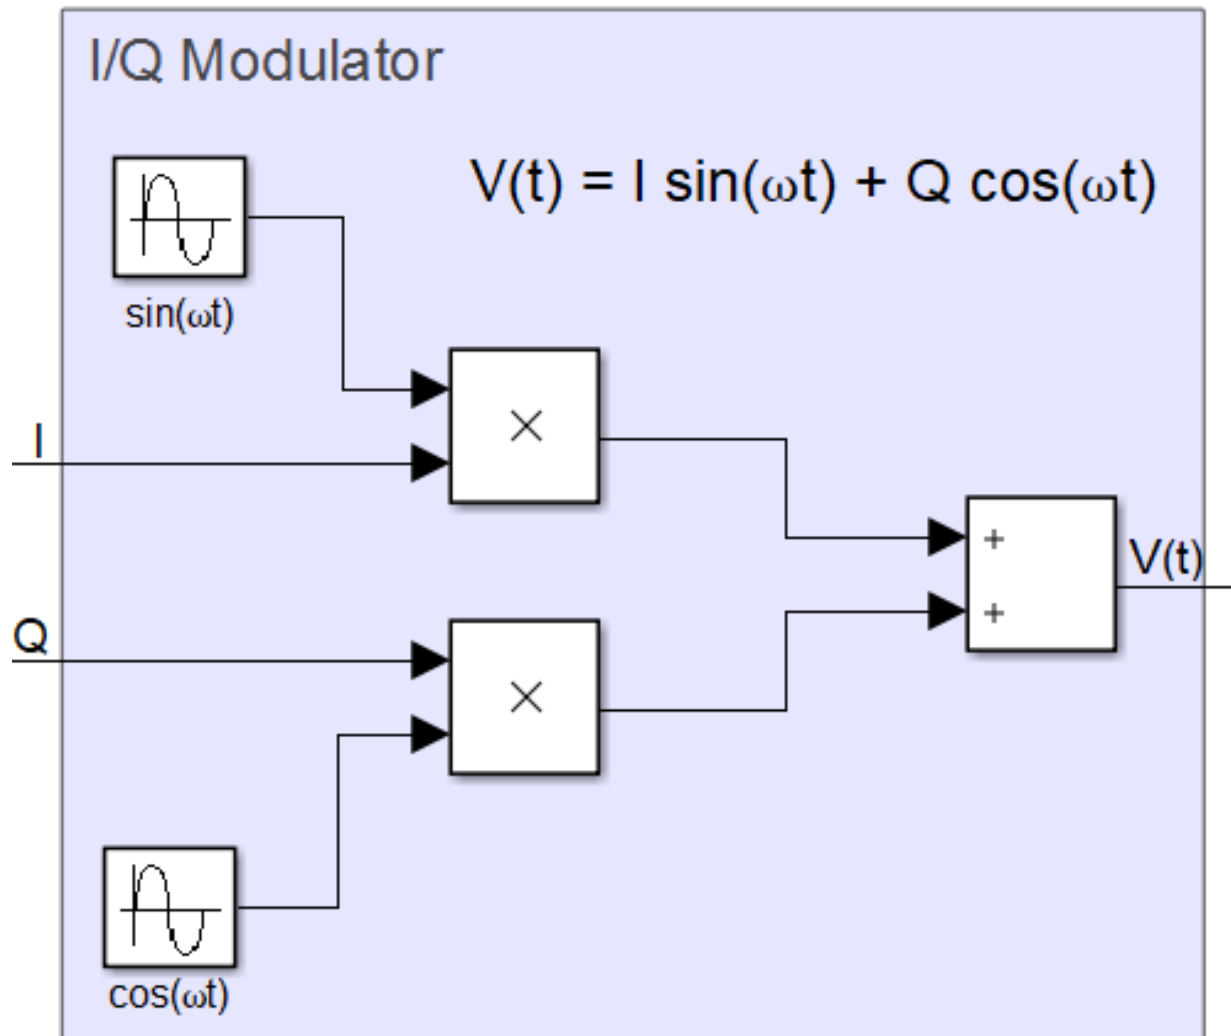 I/Q Modulator
V(t) = I sin(ωt) + Q cos(ωt)
sin(ωt)
×
I
+
V(t)
+
Q
×
cos(ωt)